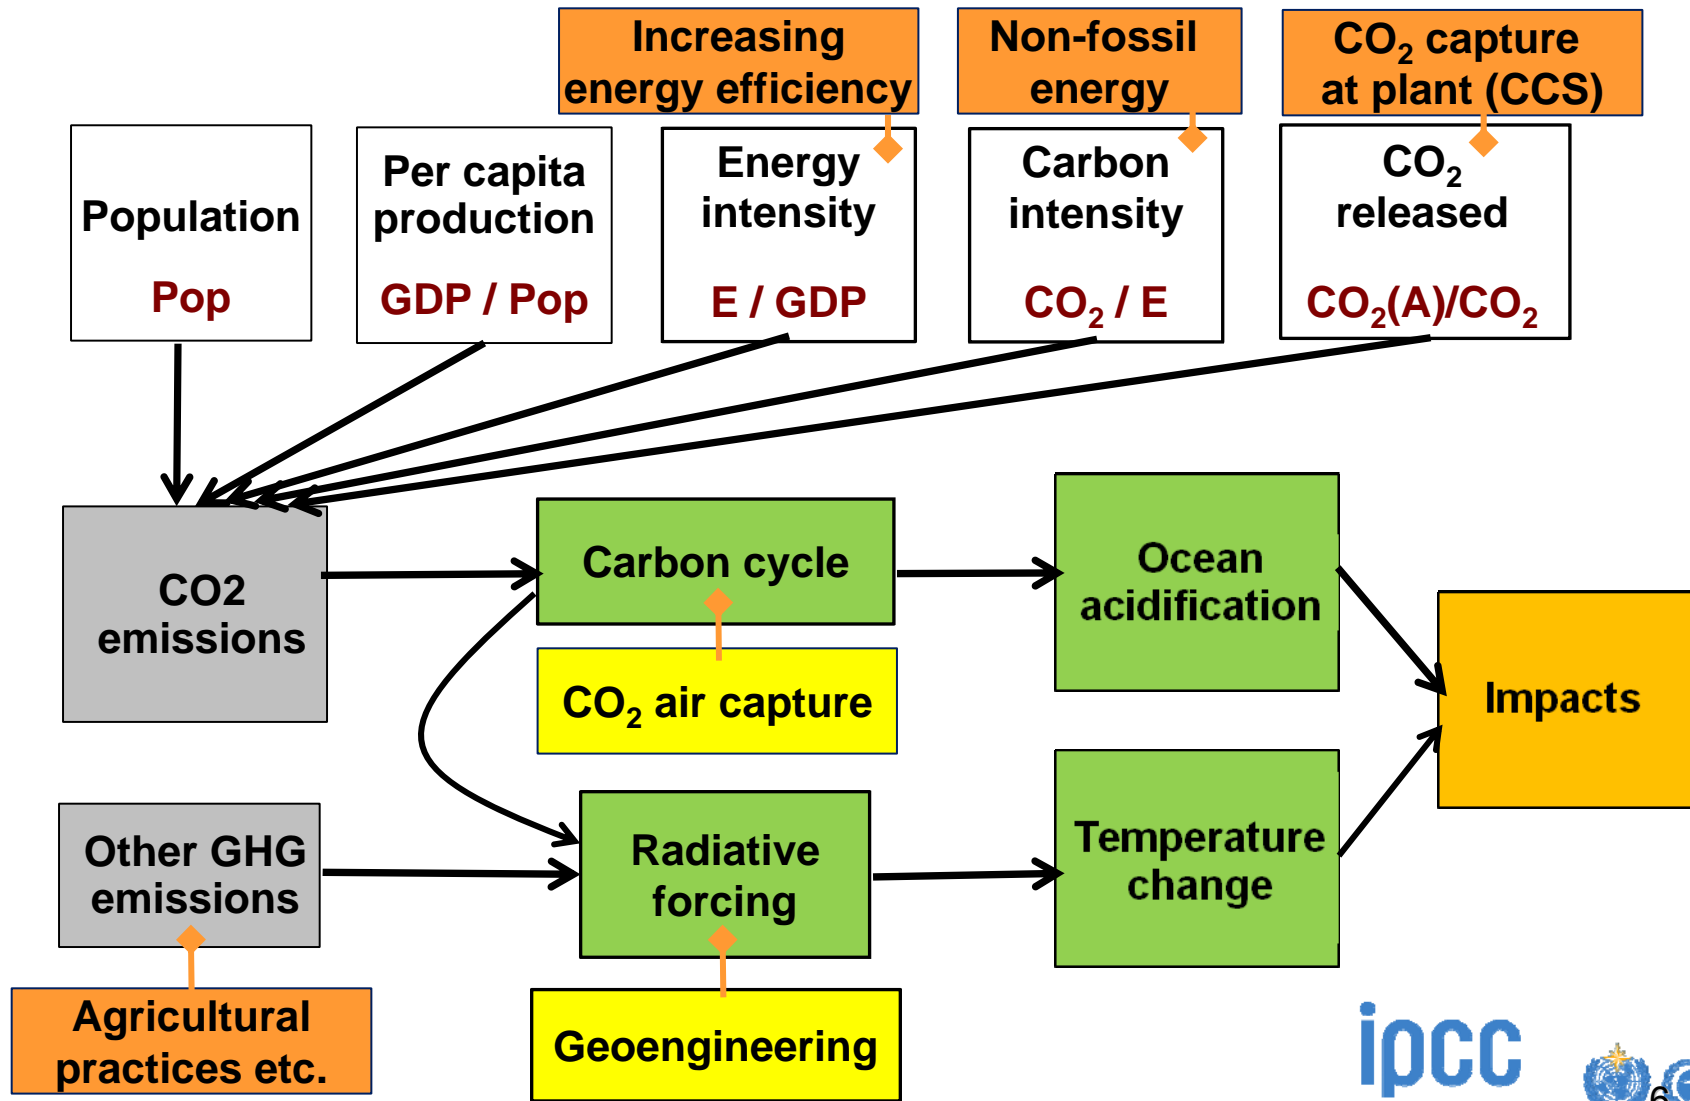 Increasing
energy efficiency
Non-fossil
energy
CO₂ capture
at plant (CCS)
Population
Pop
Per capita
production
GDP / Pop
Energy
intensity
E / GDP
Carbon
intensity
CO₂ / E
CO₂
released
CO₂(A)/CO₂
CO2
emissions
Carbon cycle
CO₂ air capture
Ocean
acidification
Impacts
Other GHG
emissions
Radiative
forcing
Temperature
change
Agricultural
practices etc.
Geoengineering
ipcc
6